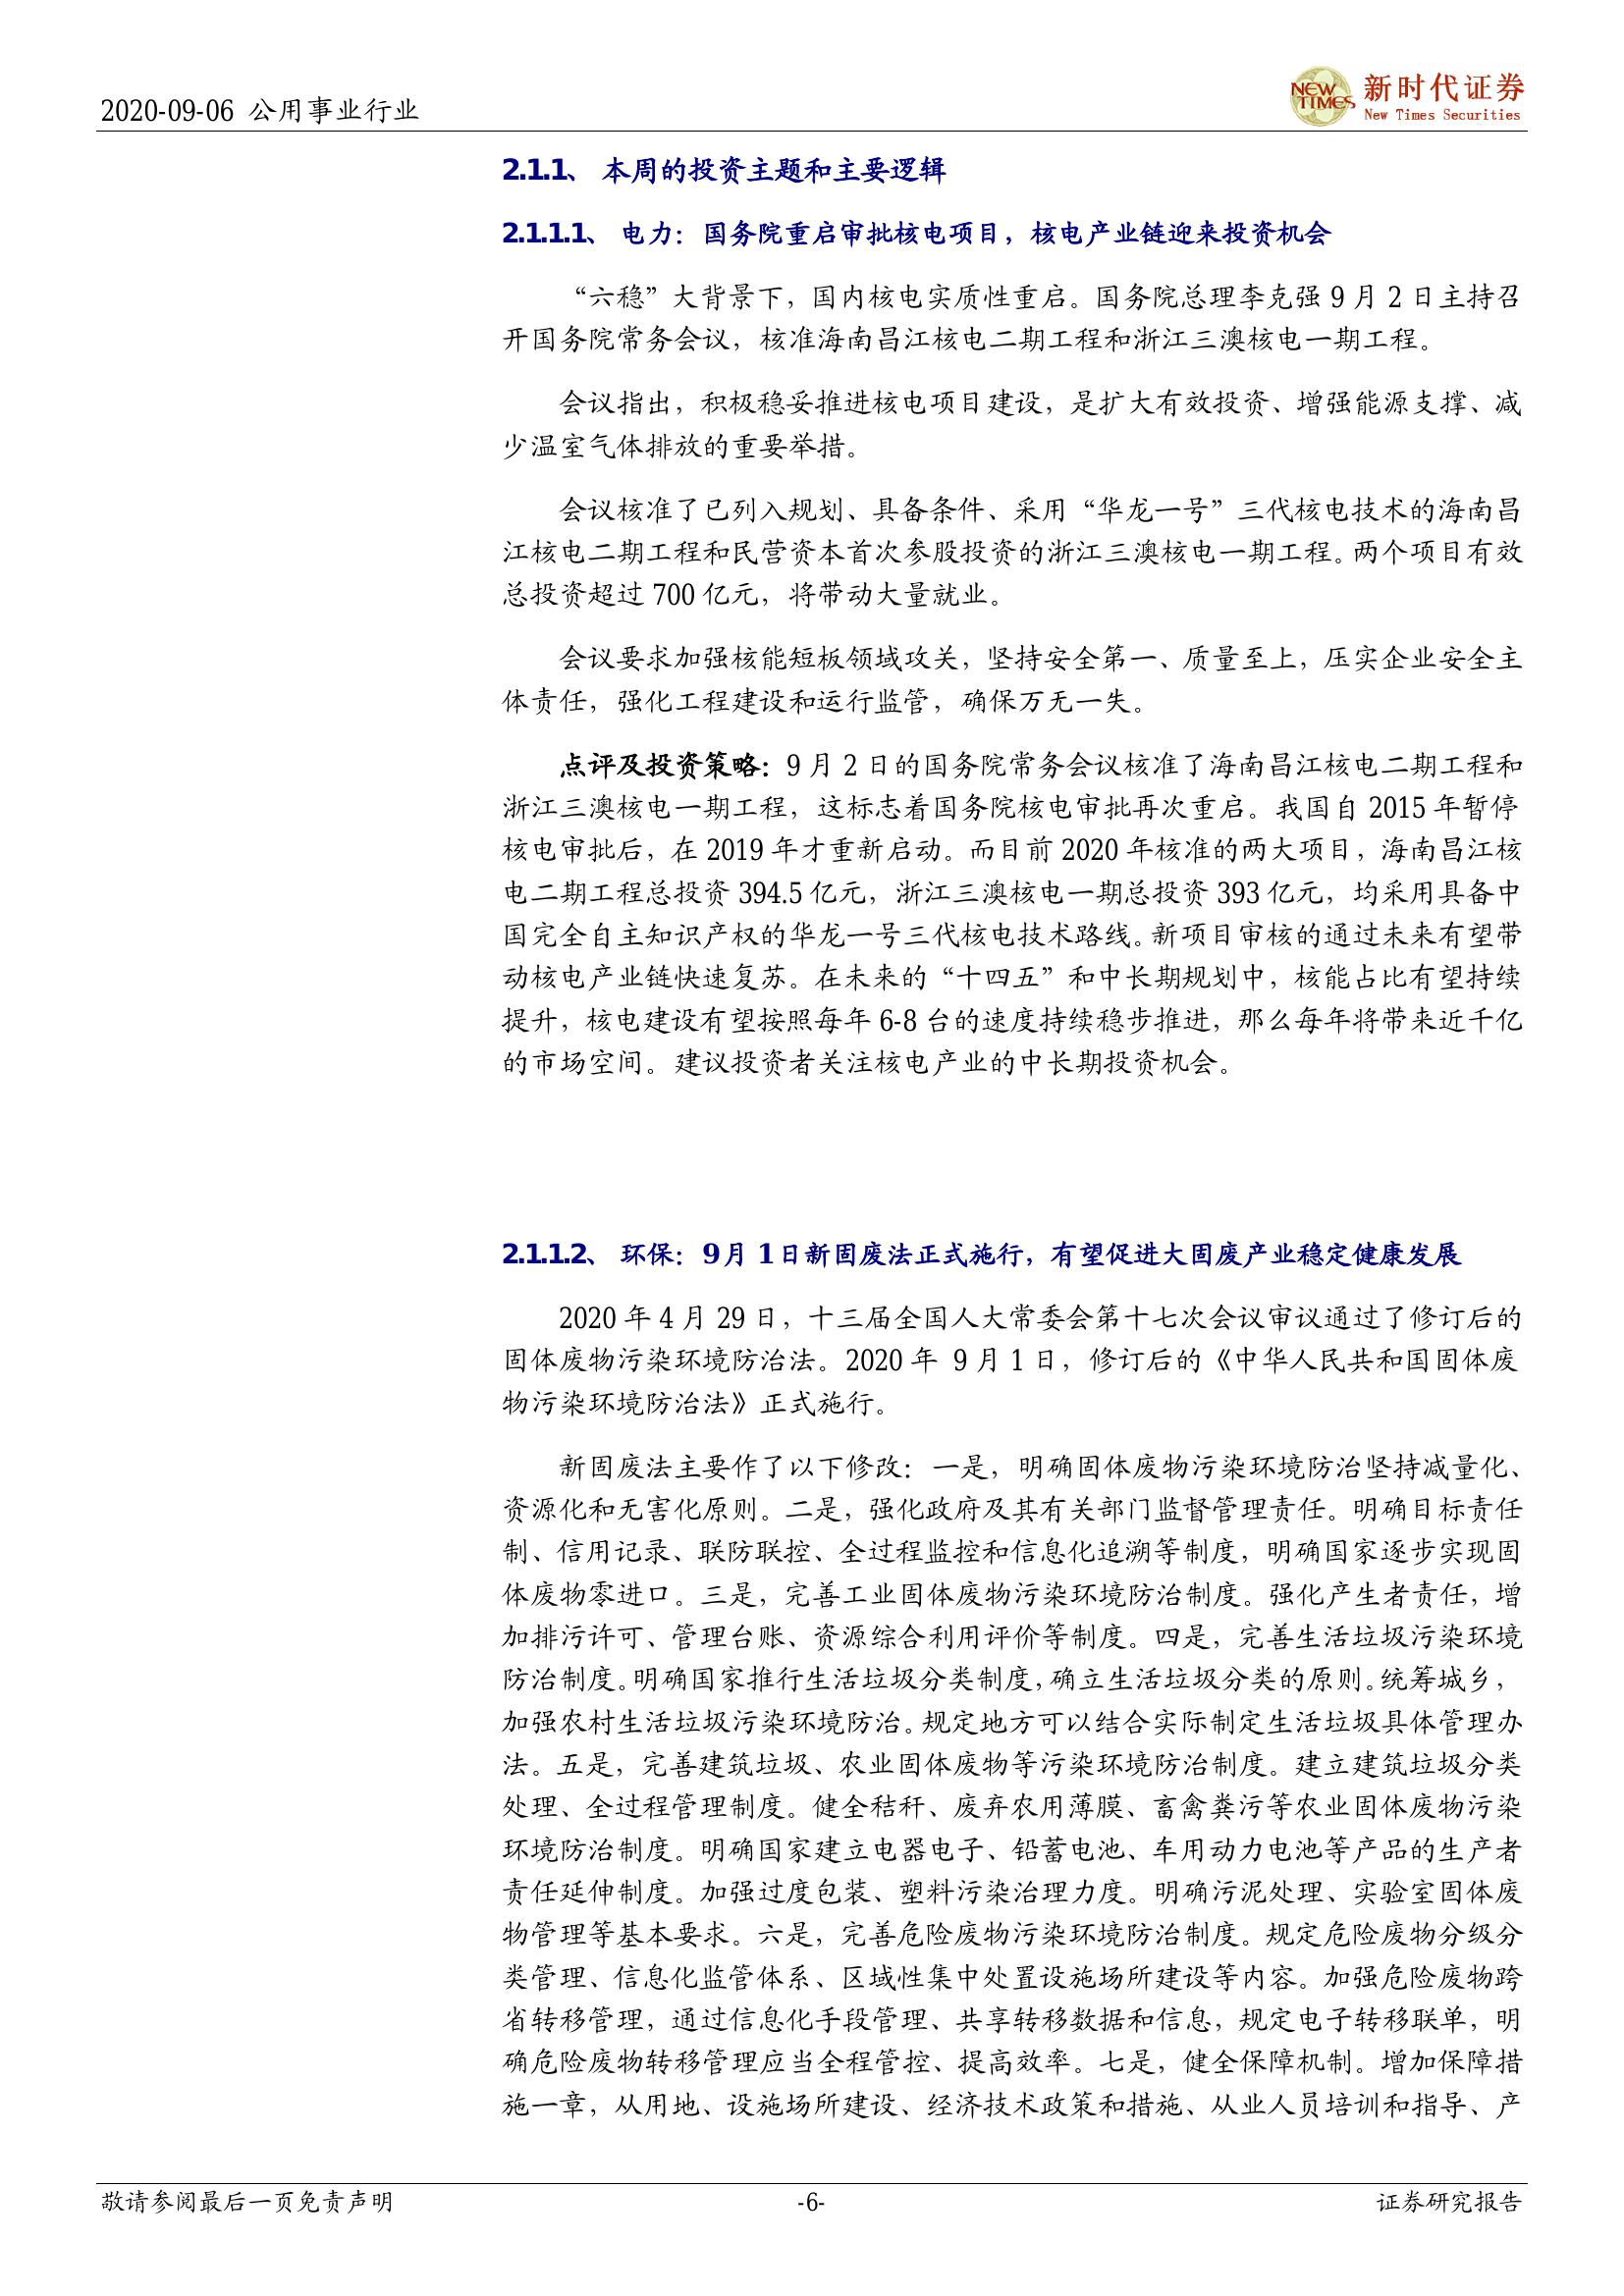 2020-09-06 公用事业行业
NEW TIMES 新时代证券
New Times Securities
2.1.1、 本周的投资主题和主要逻辑
2.1.1.1、 电力：国务院重启审批核电项目，核电产业链迎来投资机会
“六稳”大背景下，国内核电实质性重启。国务院总理李克强 9 月 2 日主持召
开国务院常务会议，核准海南昌江核电二期工程和浙江三澳核电一期工程。
会议指出，积极稳妥推进核电项目建设，是扩大有效投资、增强能源支撑、减
少温室气体排放的重要举措。
会议核准了已列入规划、具备条件、采用“华龙一号”三代核电技术的海南昌
江核电二期工程和民营资本首次参股投资的浙江三澳核电一期工程。两个项目有效
总投资超过 700 亿元，将带动大量就业。
会议要求加强核能短板领域攻关，坚持安全第一、质量至上，压实企业安全主
体责任，强化工程建设和运行监管，确保万无一失。
点评及投资策略：9 月 2 日的国务院常务会议核准了海南昌江核电二期工程和
浙江三澳核电一期工程，这标志着国务院核电审批再次重启。我国自 2015 年暂停
核电审批后，在 2019 年才重新启动。而目前 2020 年核准的两大项目，海南昌江核
电二期工程总投资 394.5 亿元，浙江三澳核电一期总投资 393 亿元，均采用具备中
国完全自主知识产权的华龙一号三代核电技术路线。新项目审核的通过未来有望带
动核电产业链快速复苏。在未来的“十四五”和中长期规划中，核能占比有望持续
提升，核电建设有望按照每年 6-8 台的速度持续稳步推进，那么每年将带来近千亿
的市场空间。建议投资者关注核电产业的中长期投资机会。
2.1.1.2、 环保：9月 1日新固废法正式施行，有望促进大固废产业稳定健康发展
2020 年 4 月 29 日，十三届全国人大常委会第十七次会议审议通过了修订后的
固体废物污染环境防治法。2020 年 9 月 1 日，修订后的《中华人民共和国固体废
物污染环境防治法》正式施行。
新固废法主要作了以下修改：一是，明确固体废物污染环境防治坚持减量化、
资源化和无害化原则。二是，强化政府及其有关部门监督管理责任。明确目标责任
制、信用记录、联防联控、全过程监控和信息化追溯等制度，明确国家逐步实现固
体废物零进口。三是，完善工业固体废物污染环境防治制度。强化产生者责任，增
加排污许可、管理台账、资源综合利用评价等制度。四是，完善生活垃圾污染环境
防治制度。明确国家推行生活垃圾分类制度，确立生活垃圾分类的原则。统筹城乡，
加强农村生活垃圾污染环境防治。规定地方可以结合实际制定生活垃圾具体管理办
法。五是，完善建筑垃圾、农业固体废物等污染环境防治制度。建立建筑垃圾分类
处理、全过程管理制度。健全秸秆、废弃农用薄膜、畜禽粪污等农业固体废物污染
环境防治制度。明确国家建立电器电子、铅蓄电池、车用动力电池等产品的生产者
责任延伸制度。加强过度包装、塑料污染治理力度。明确污泥处理、实验室固体废
物管理等基本要求。六是，完善危险废物污染环境防治制度。规定危险废物分级分
类管理、信息化监管体系、区域性集中处置设施场所建设等内容。加强危险废物跨
省转移管理，通过信息化手段管理、共享转移数据和信息，规定电子转移联单，明
确危险废物转移管理应当全程管控、提高效率。七是，健全保障机制。增加保障措
施一章，从用地、设施场所建设、经济技术政策和措施、从业人员培训和指导、产
敬请参阅最后一页免责声明 -6- 证券研究报告